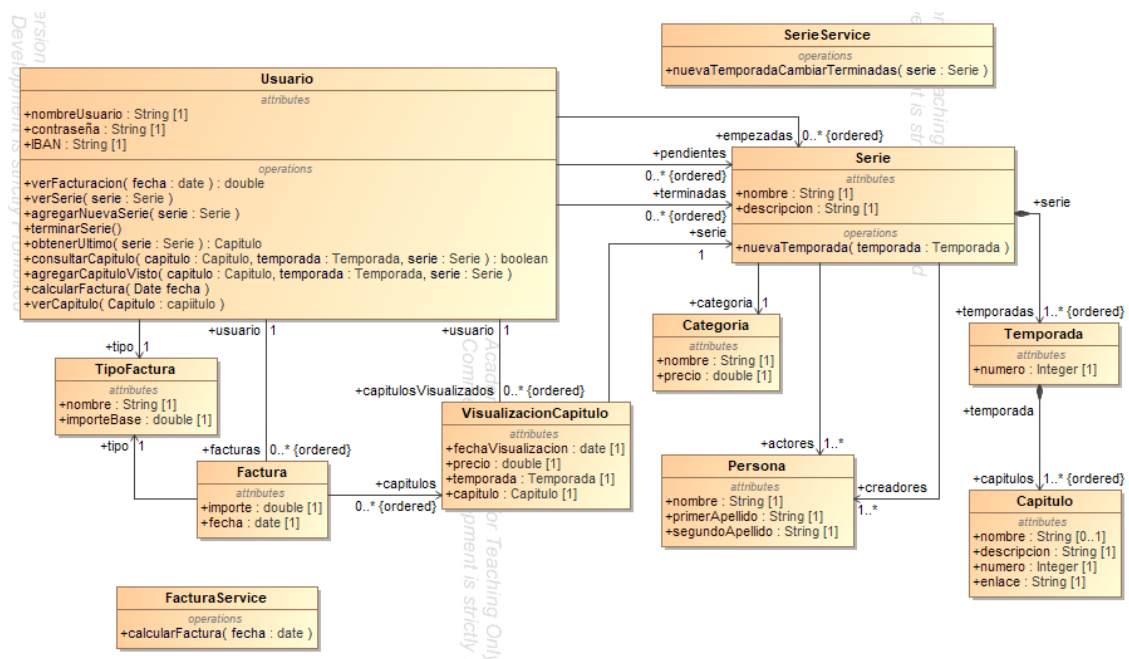 SerieService
operations
+nuevaTemporadaCambiarTerminadas( serie : Serie )
Usuario
attributes
+nombreUsuario : String [1]
+contraseña : String [1]
+IBAN : String [1]
operations
+verFacturacion( fecha : date ) : double
+verSerie( serie : Serie )
+agregarNuevaSerie( serie : Serie )
+terminarSerie()
+obtenerUltimo( serie : Serie ) : Capitulo
+consultarCapitulo( capitulo : Capitulo, temporada : Temporada, serie : Serie ) : boolean
+agregarCapituloVisto( capitulo : Capitulo, temporada : Temporada, serie : Serie )
+calcularFactura( Date fecha )
+verCapitulo( Capitulo : capiitulo )
+empezadas 0..* {ordered}
+pendientes
0..* {ordered}
+terminadas
0..* {ordered}
+serie
1
Serie
attributes
+nombre : String [1]
+descripcion : String [1]
operations
+nuevaTemporada( temporada : Temporada )
+serie
+temporadas 1..* {ordered}
+categoria 1
Categoria
attributes
+nombre : String [1]
+precio : double [1]
Temporada
attributes
+numero : Integer [1]
+temporada
+capitulos 1..* {ordered}
Capitulo
attributes
+nombre : String [0..1]
+descripcion : String [1]
+numero : Integer [1]
+enlace : String [1]
+actores 1..*
+creadores
1..*
Persona
attributes
+nombre : String [1]
+primerApellido : String [1]
+segundoApellido : String [1]
+usuario 1
+usuario 1
+tipo 1
TipoFactura
attributes
+nombre : String [1]
+importeBase : double [1]
+tipo 1
+capitulosVisualizados 0..* {ordered}
VisualizacionCapitulo
attributes
+fechaVisualizacion : date [1]
+precio : double [1]
+temporada : Temporada [1]
+capitulo : Capitulo [1]
+facturas 0..* {ordered}
Factura
attributes
+importe : double [1]
+fecha : date [1]
+capitulos
0..* {ordered}
FacturaService
operations
+calcularFactura( fecha : date )